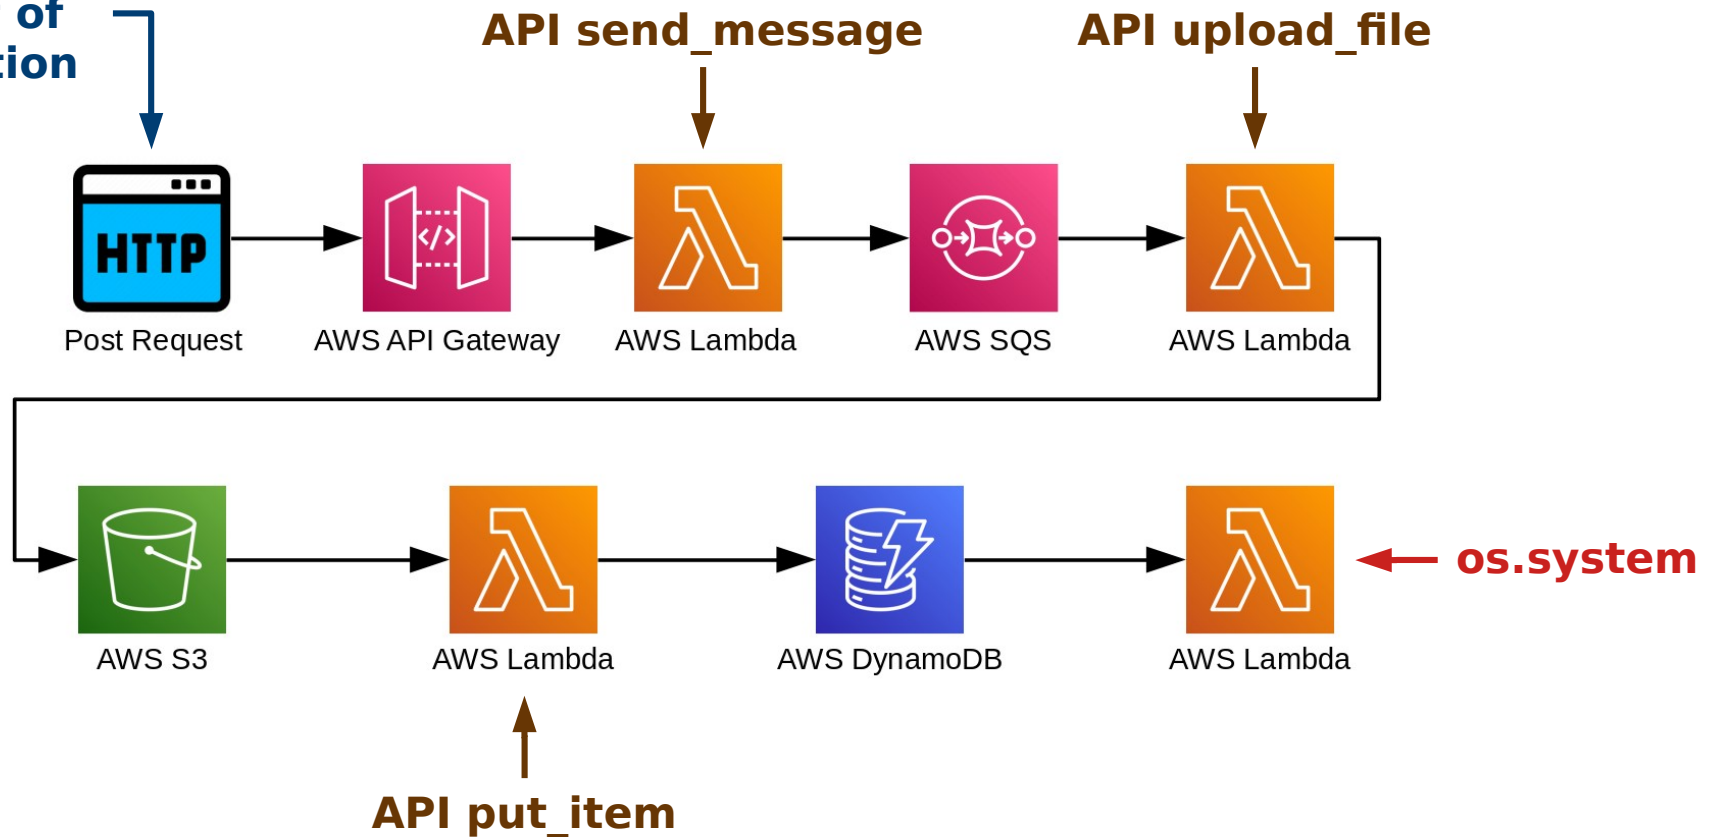 of
tion
API send_message
API upload_file
HTTP
</>
Post Request
AWS API Gateway
AWS Lambda
AWS SQS
AWS Lambda
AWS S3
AWS Lambda
AWS DynamoDB
AWS Lambda
os.system
API put_item